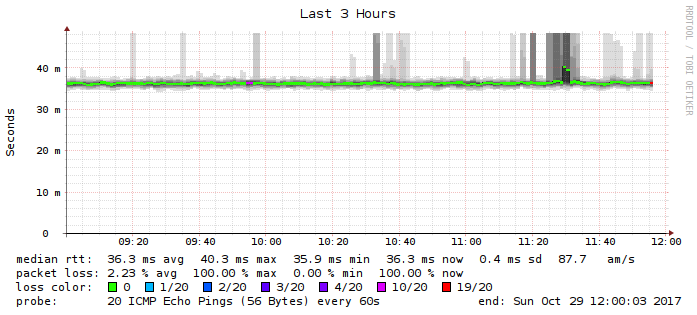 Last 3 Hours
RRDTOOL / TOBI OETIKER
Seconds
40 m
30 m
20 m
10 m
0
09:20 09:40 10:00 10:20 10:40 11:00 11:20 11:40 12:00
median rtt: 36.3 ms avg 40.3 ms max 35.9 ms min 36.3 ms now 0.4 ms sd 87.7 am/s
packet loss: 2.23 % avg 100.00 % max 0.00 % min 100.00 % now
loss color: 0 1/20 2/20 3/20 4/20 10/20 19/20
probe: 20 ICMP Echo Pings (56 Bytes) every 60s end: Sun Oct 29 12:00:03 2017